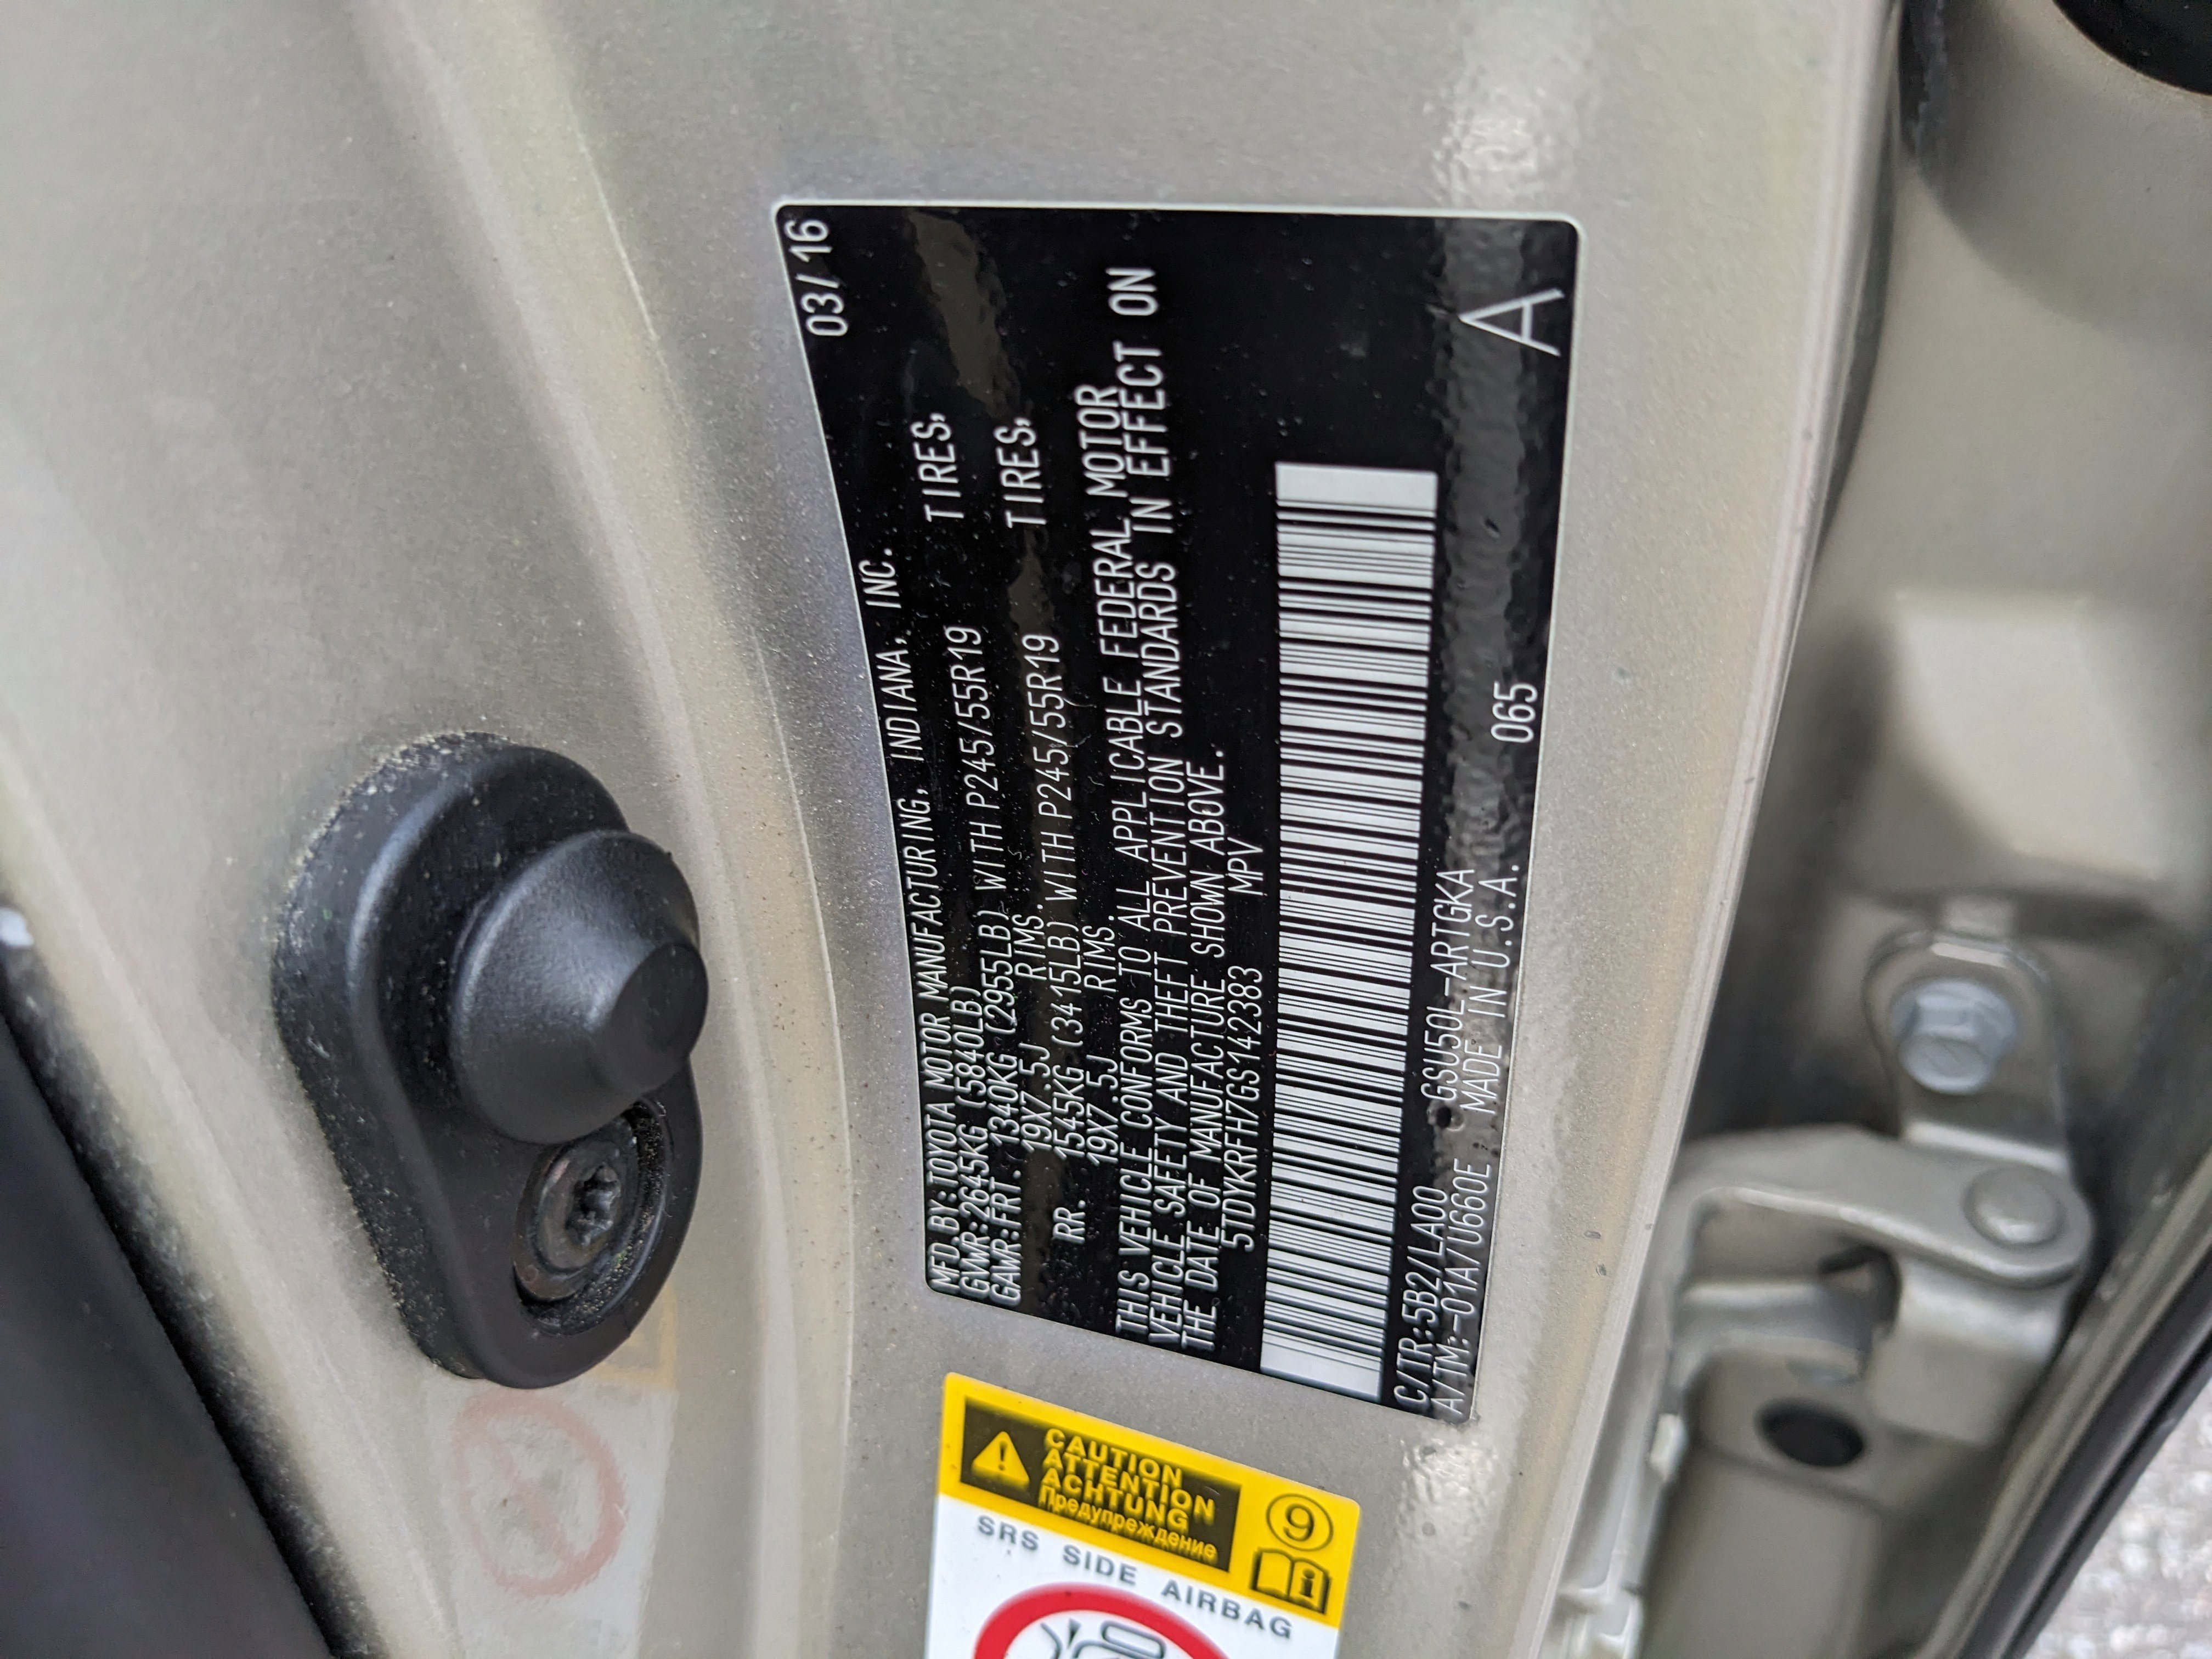 03/16
MFD BY:TOYOTA MOTOR MANUFACTURING, INDIANA, INC.
GVWR:2645KG (5840LB)
GAWR:FRT. 1340KG (2955LB) WITH P245/55R19 TIRES,
19X7.5J RIMS.
RR. 1545KG (3415LB) WITH P245/55R19 TIRES,
19X7.5J RIMS.
THIS VEHICLE CONFORMS TO ALL APPLICABLE FEDERAL MOTOR
VEHICLE SAFETY AND THEFT PREVENTION STANDARDS IN EFFECT ON
THE DATE OF MANUFACTURE SHOWN ABOVE.
5TDYKRFH7GS142383 MPV
C/TR:5B2/LA00 GSU50L-ARTGKA
A/TM:-01A/U660E, MADE IN U.S.A. 065 A
CAUTION
ATTENTION
ACHTUNG
Предупреждение
9
SRS SIDE AIRBAG